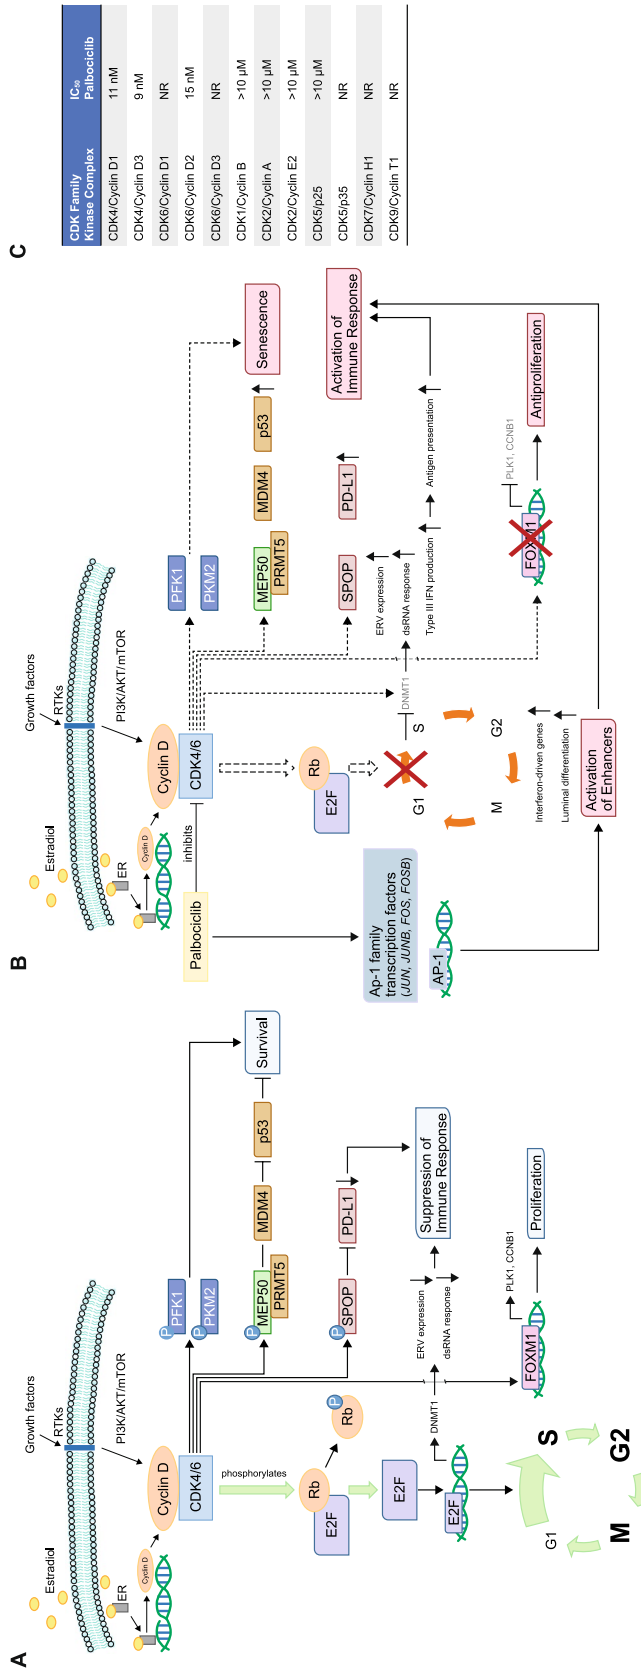 A
Growth factors
RTKs
Estradiol
ER
PI3K/AKT/mTOR
Cyclin D
Cyclin D
CDK4/6
phosphorylates
Rb
E2F
P
Rb
E2F
E2F
DNMT1
ERV expression
dsRNA response
Suppression of
Immune Response
G1
S
G2
M
P
PFK1
P
PKM2
Survival
P
MEP50
PRMT5
MDM4
p53
P
SPOP
PD-L1
FOXM1
PLK1, CCNB1
Proliferation
B
Growth factors
RTKs
Estradiol
ER
PI3K/AKT/mTOR
Cyclin D
Cyclin D
CDK4/6
inhibits
Palbociclib
Rb
E2F
G1
S
G2
M
DNMT1
PFK1
PKM2
Senescence
MEP50
PRMT5
MDM4
p53
SPOP
PD-L1
Activation of
Immune Response
ERV expression
dsRNA response
Type III IFN production
Antigen presentation
FOXM1
PLK1, CCNB1
Antiproliferation
Ap-1 family
transcription factors
(JUN, JUNB, FOS, FOSB)
AP-1
Interferon-driven genes
Luminal differentiation
Activation
of Enhancers
C
CDK Family
Kinase Complex
IC50
Palbociclib
CDK4/Cyclin D1 11 nM
CDK4/Cyclin D3 9 nM
CDK6/Cyclin D1 NR
CDK6/Cyclin D2 15 nM
CDK6/Cyclin D3 NR
CDK1/Cyclin B >10 µM
CDK2/Cyclin A >10 µM
CDK2/Cyclin E2 >10 µM
CDK5/p25 >10 µM
CDK5/p35 NR
CDK7/Cyclin H1 NR
CDK9/Cyclin T1 NR